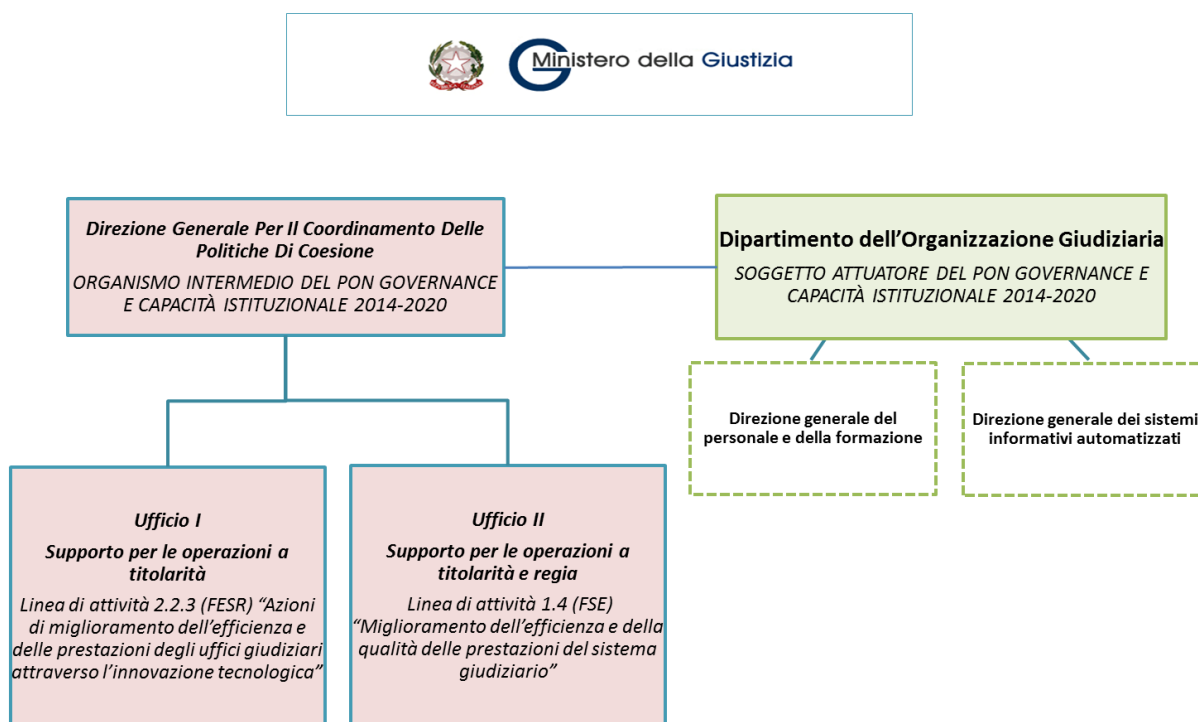 Ministero della Giustizia
Direzione Generale Per Il Coordinamento Delle
Politiche Di Coesione
ORGANISMO INTERMEDIO DEL PON GOVERNANCE
E CAPACITÀ ISTITUZIONALE 2014-2020
Dipartimento dell'Organizzazione Giudiziaria
SOGGETTO ATTUATORE DEL PON GOVERNANCE E
CAPACITÀ ISTITUZIONALE 2014-2020
Direzione generale del
personale e della formazione
Direzione generale dei sistemi
informativi automatizzati
Ufficio I
Supporto per le operazioni a
titolarità
Linea di attività 2.2.3 (FESR) “Azioni
di miglioramento dell’efficienza e
delle prestazioni degli uffici giudiziari
attraverso l’innovazione tecnologica”
Ufficio II
Supporto per le operazioni a
titolarità e regia
Linea di attività 1.4 (FSE)
“Miglioramento dell’efficienza e della
qualità delle prestazioni del sistema
giudiziario”